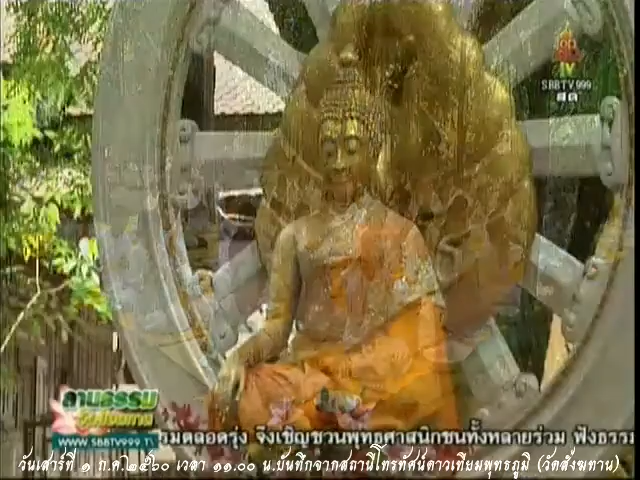 SBBTV999
สด
ลานธรรม
WWW.SBBTV999.TV
รมตลอดรุ่ง จึงเชิญชวนพุทธศาสนิกชนทั้งหลายร่วม ฟังธรรม
วันเสาร์ที่ ๑ ก.ค.๒๕๖๐ เวลา ๑๑.๐๐ น.บันทึกจากสถานีโทรทัศน์ดาวเทียมพุทธภูมิ (วัดสังฆทาน)